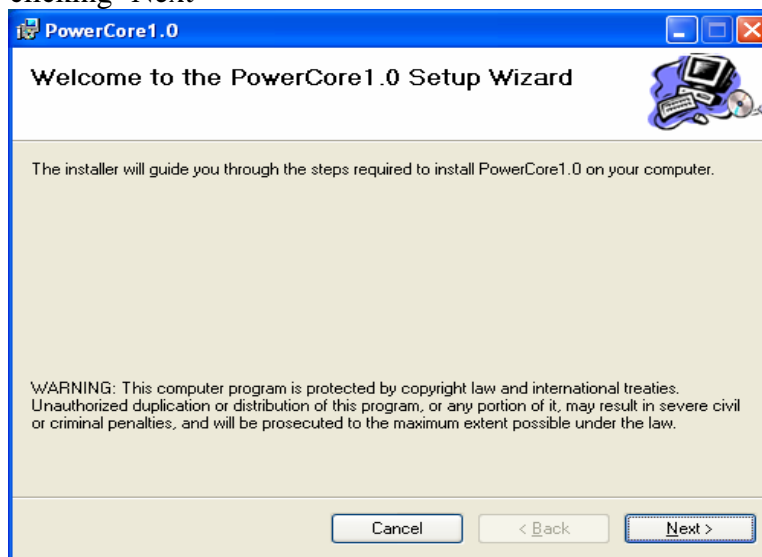 clicking "Next"
PowerCore1.0
Welcome to the PowerCore1.0 Setup Wizard
The installer will guide you through the steps required to install PowerCore1.0 on your computer.
WARNING: This computer program is protected by copyright law and international treaties.
Unauthorized duplication or distribution of this program, or any portion of it, may result in severe civil
or criminal penalties, and will be prosecuted to the maximum extent possible under the law.
Cancel < Back Next >